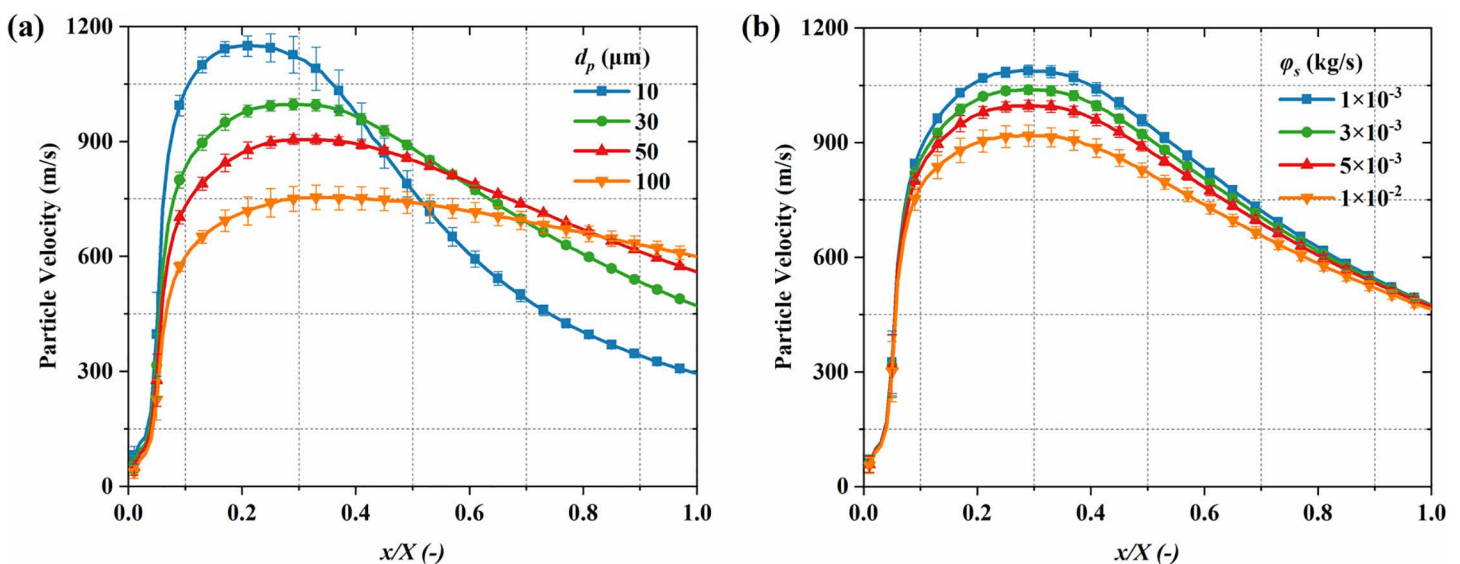 (a)
1200
900
600
300
0
Particle Velocity (m/s)
dₚ (μm)
10
30
50
100
0.0 0.2 0.4 0.6 0.8 1.0
x/X (-)
(b)
1200
900
600
300
0
Particle Velocity (m/s)
φₛ (kg/s)
1×10⁻³
3×10⁻³
5×10⁻³
1×10⁻²
0.0 0.2 0.4 0.6 0.8 1.0
x/X (-)